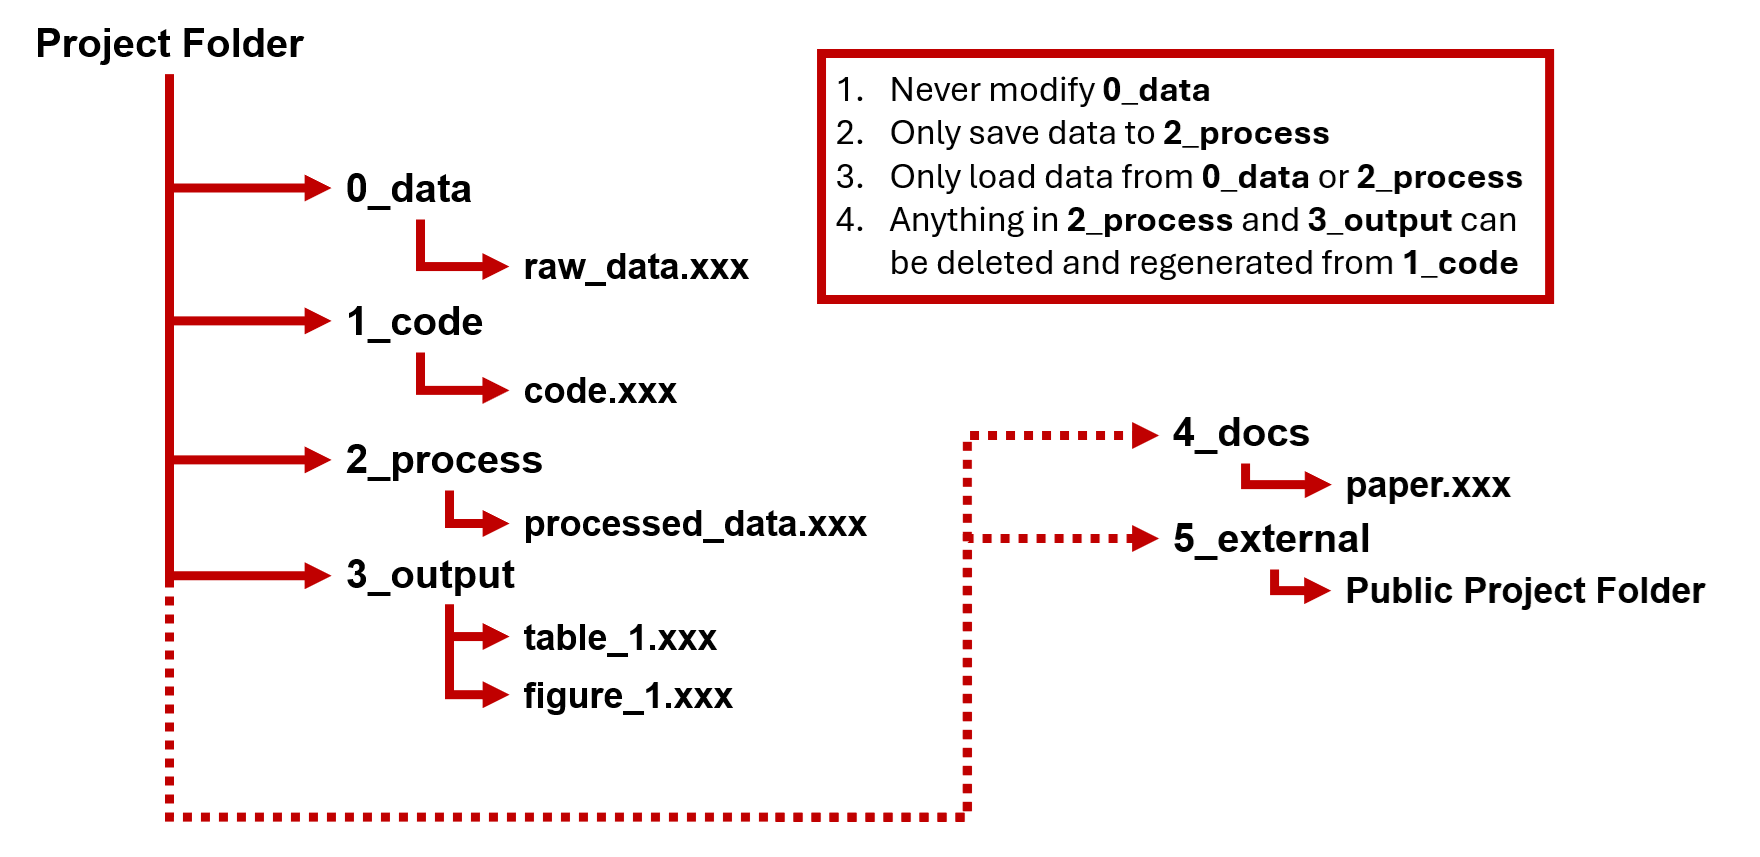 Project Folder
0_data
raw_data.xxx
1_code
code.xxx
2_process
processed_data.xxx
3_output
table_1.xxx
figure_1.xxx
1. Never modify 0_data
2. Only save data to 2_process
3. Only load data from 0_data or 2_process
4. Anything in 2_process and 3_output can
be deleted and regenerated from 1_code
4_docs
paper.xxx
5_external
Public Project Folder